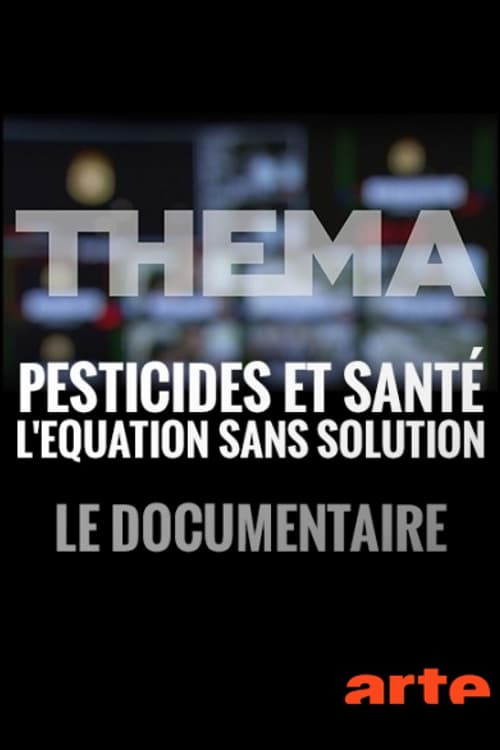 THEMA
PESTICIDES ET SANTÉ
L'EQUATION SANS SOLUTION
LE DOCUMENTAIRE
arte